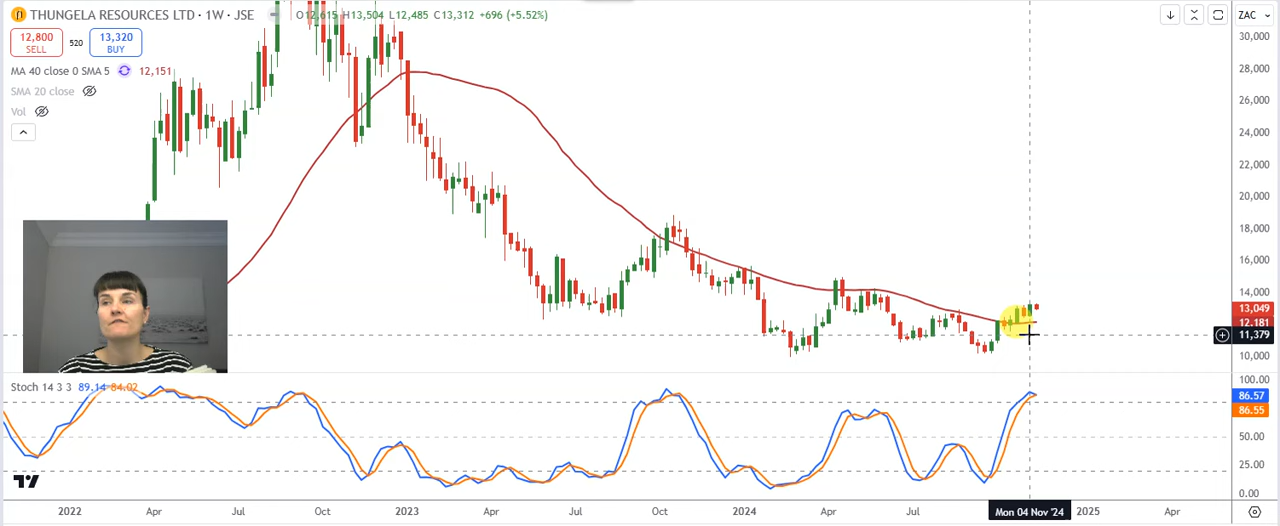 THUNGELA RESOURCES LTD · 1W · JSE O12,615 H13,504 L12,485 C13,312 +696 (+5.52%)
ZAC
12,800 SELL 520 13,320 BUY
MA 40 close 0 SMA 5 12,151
SMA 20 close
Vol
30,000
28,000
26,000
24,000
22,000
20,000
18,000
16,000
14,000
13,049
12,181
11,379
10,000
Stoch 14 3 3 89.14 84.02
100.00
86.57
86.55
50.00
25.00
0.00
2022 Apr Jul Oct 2023 Apr Jul Oct 2024 Apr Jul Mon 04 Nov '24 2025 Apr